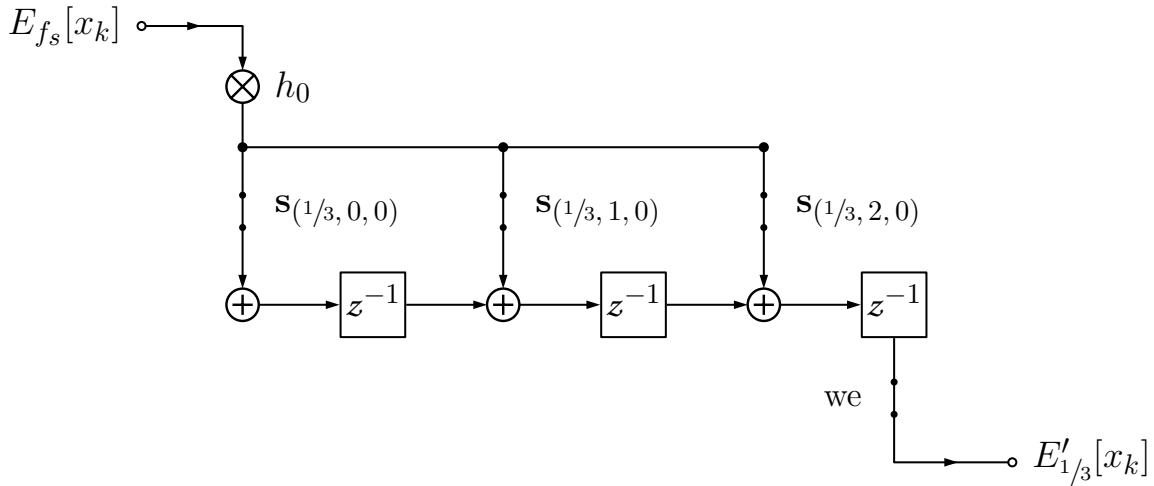 E_{f_s}[x_k]
h_0
s_{(1/3, 0, 0)} s_{(1/3, 1, 0)} s_{(1/3, 2, 0)}
z^{-1} z^{-1} z^{-1}
we
E'_{1/3}[x_k]